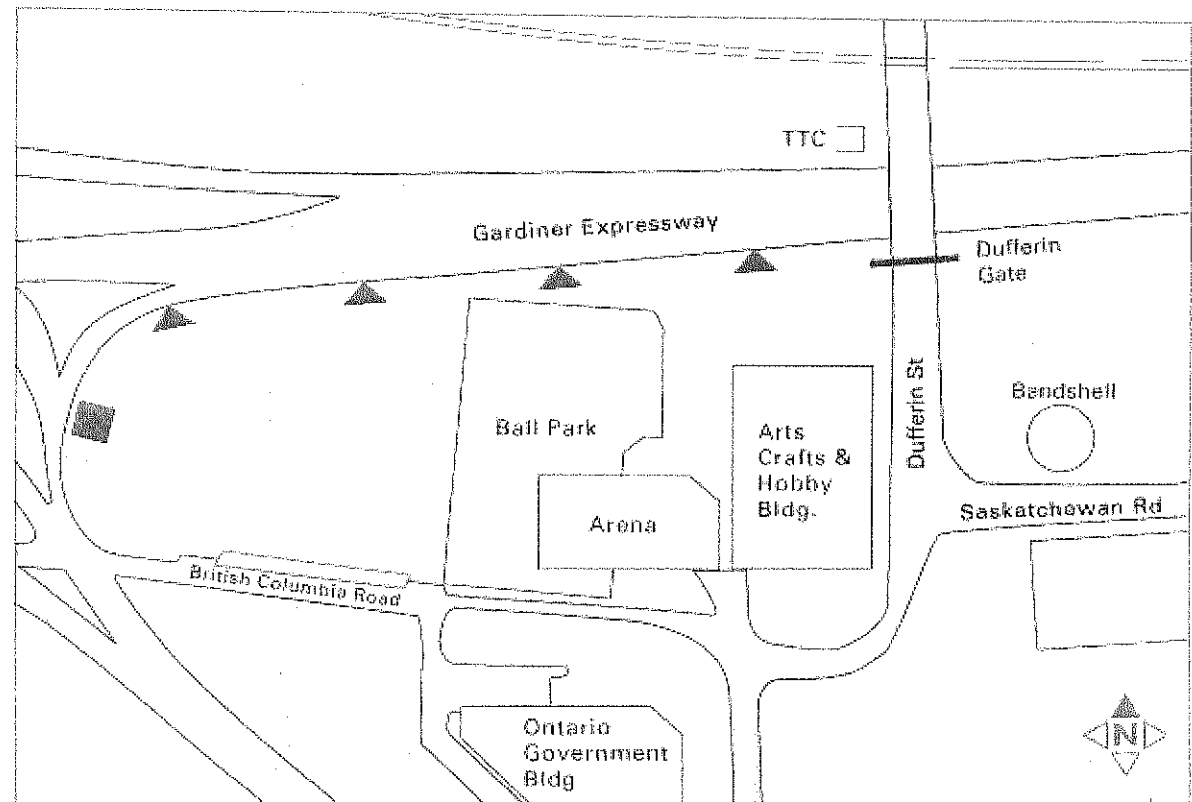 TTC
Gardiner Expressway
Dufferin
Gate
Dufferin St
Bandshell
Ball Park
Arts
Crafts &
Hobby
Bldg.
Arena
Saskatchewan Rd
British Columbia Road
Ontario
Government
Bldg
N